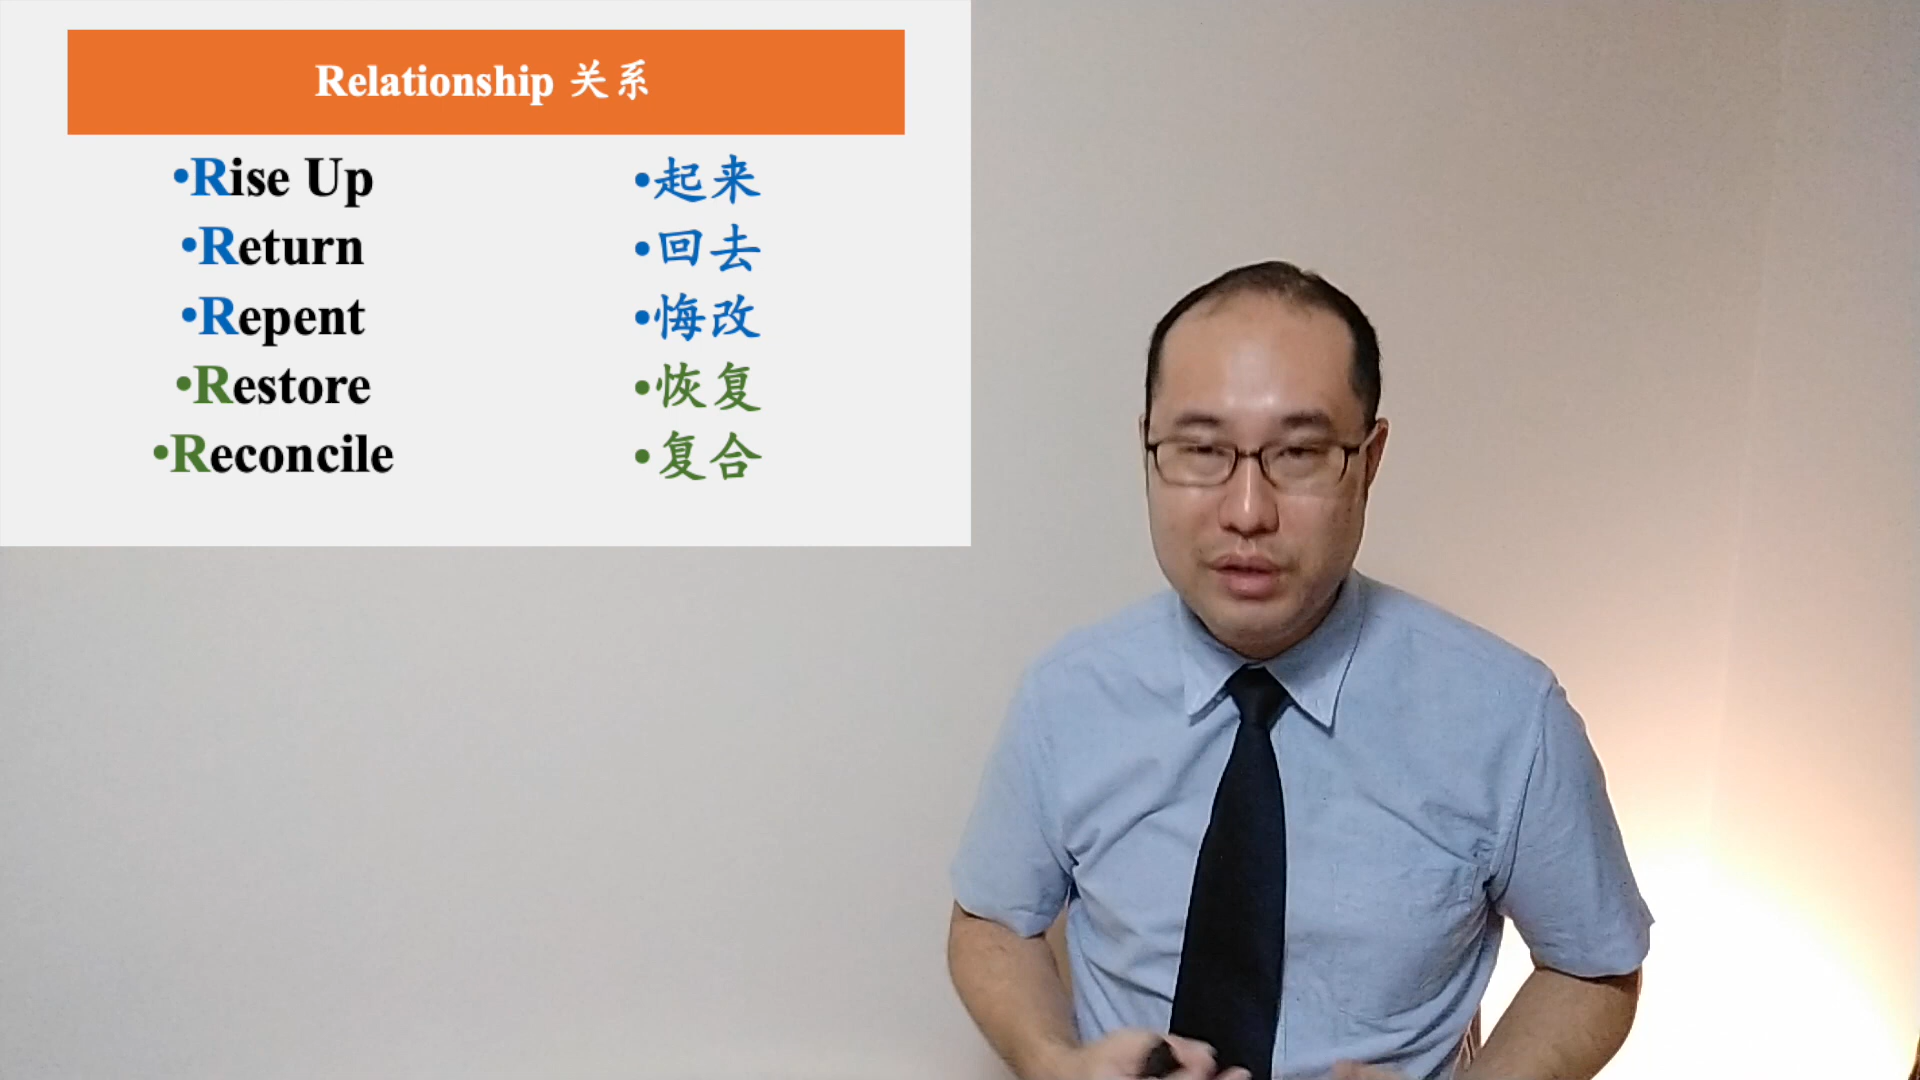 Relationship 关系
•Rise Up
•Return
•Repent
•Restore
•Reconcile
•起来
•回去
•悔改
•恢复
•复合